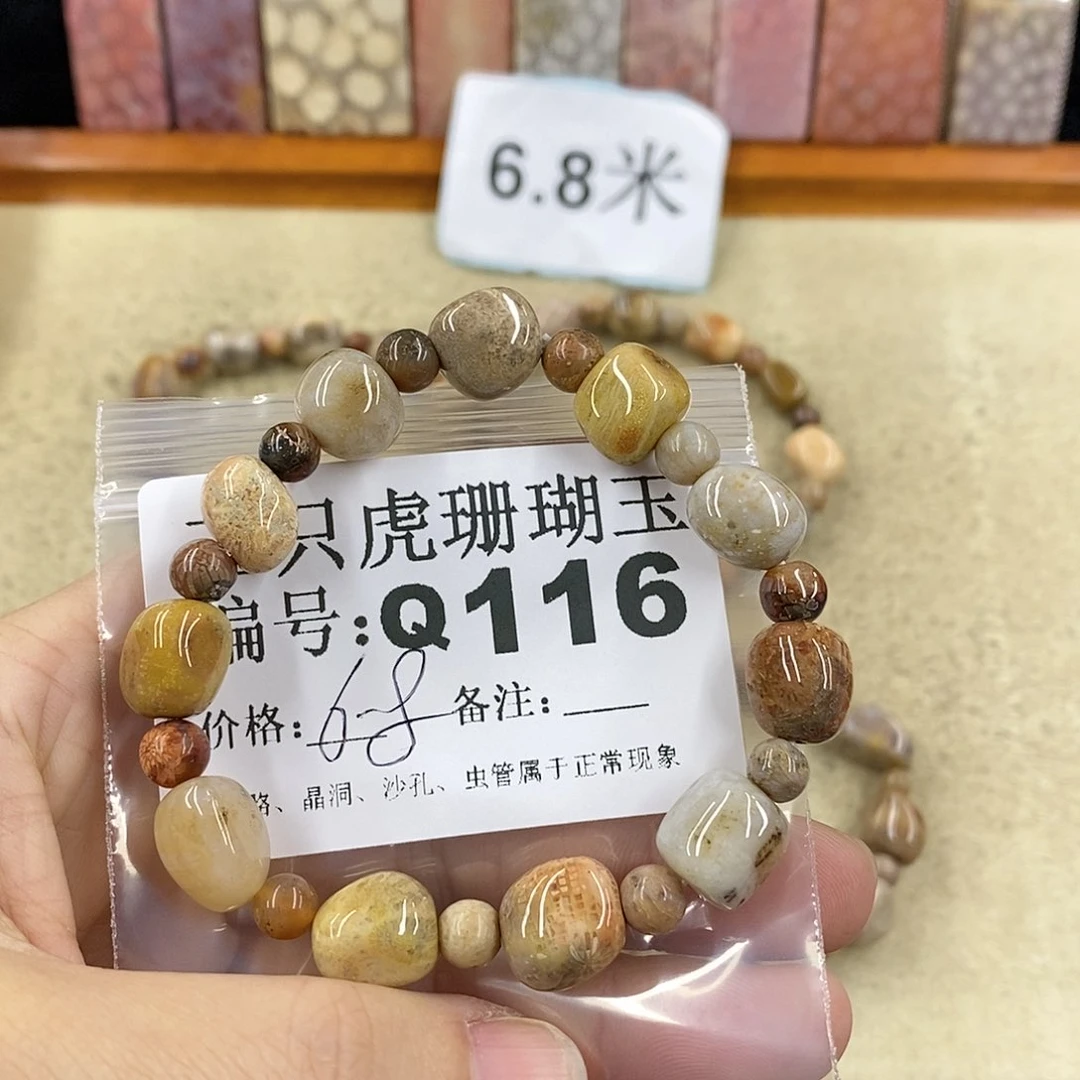 6.8米
只虎珊瑚玉
编号:Q116
价格:68 备注:
、晶洞、沙孔、虫管属于正常现象